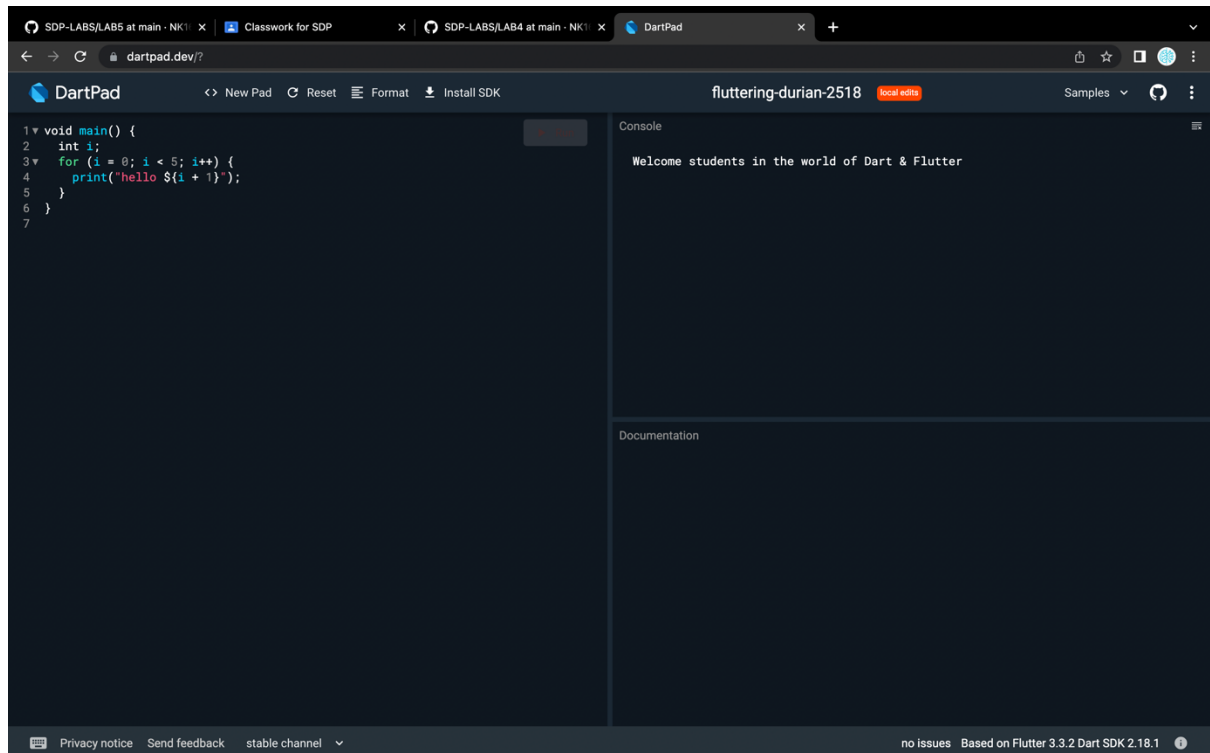 SDP-LABS/LAB5 at main · NK1
Classwork for SDP
SDP-LABS/LAB4 at main · NK1
DartPad
dartpad.dev/?
DartPad
<> New Pad
Reset
Format
Install SDK
fluttering-durian-2518
local edits
Samples
1 void main() {
2 int i;
3 for (i = 0; i < 5; i++) {
4 print("hello ${i + 1}");
5 }
6 }
7
Console
Welcome students in the world of Dart & Flutter
Documentation
Privacy notice
Send feedback
stable channel
no issues
Based on Flutter 3.3.2 Dart SDK 2.18.1